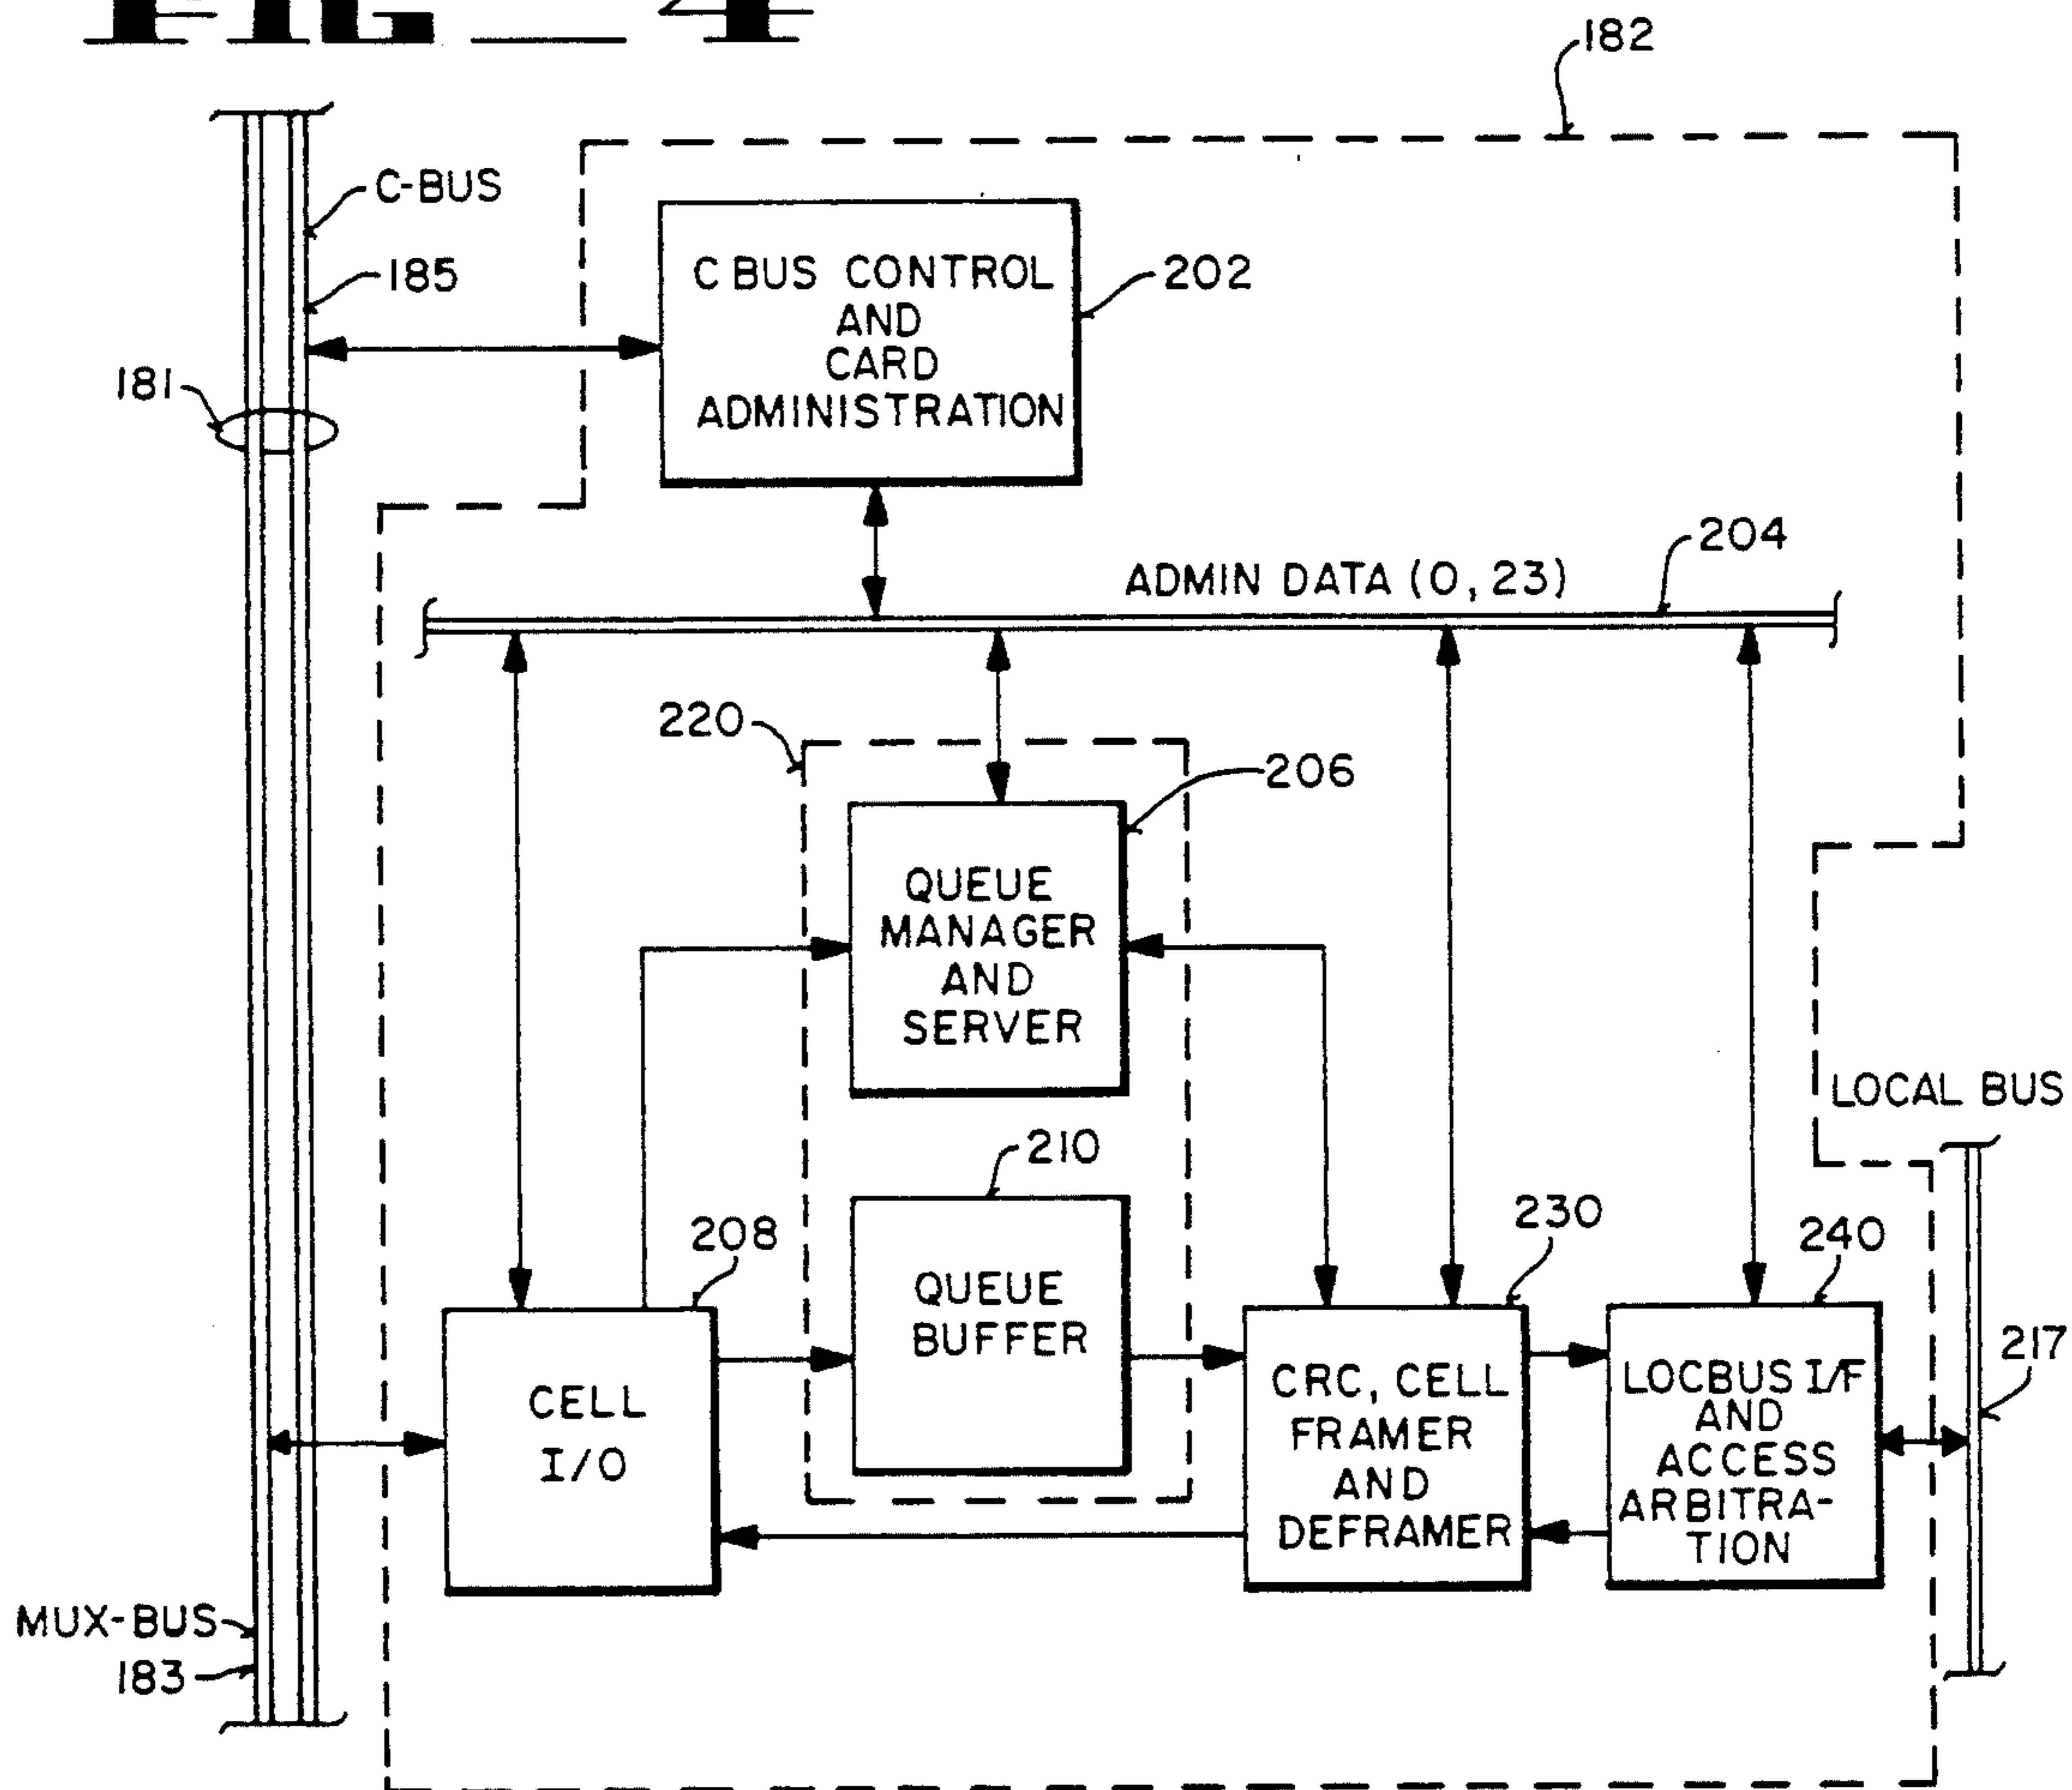 FIG_4
182
C-BUS
185
C BUS CONTROL
AND
CARD
ADMINISTRATION
202
181
204
ADMIN DATA (0, 23)
220
206
QUEUE
MANAGER
AND
SERVER
LOCAL BUS
210
208
230
240
QUEUE
BUFFER
217
CELL
I/O
CRC, CELL
FRAMER
AND
DEFRAMER
LOCBUS I/F
AND
ACCESS
ARBITRA-
TION
MUX-BUS
183